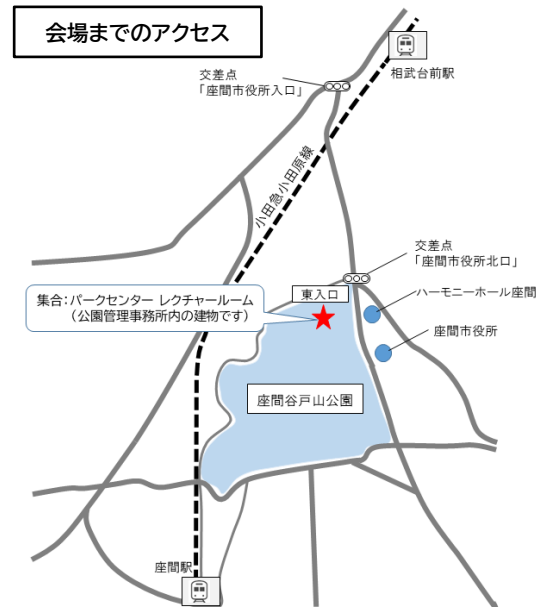 会場までのアクセス
相武台前駅
交差点
「座間市役所入口」
小田急小田原線
交差点
「座間市役所北口」
東入口
ハーモニーホール座間
集合：パークセンター レクチャールーム
（公園管理事務所内の建物です）
座間市役所
座間谷戸山公園
座間駅